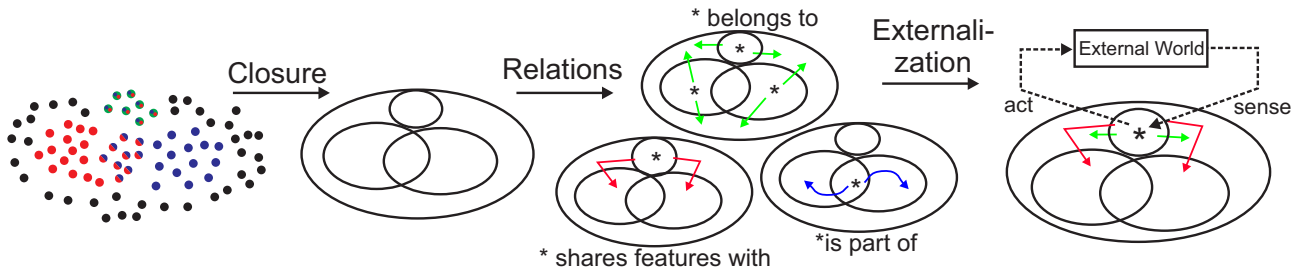 Closure
Relations
* belongs to
* shares features with
*is part of
Externali-
zation
External World
act
sense
*
*
*
*
*
*